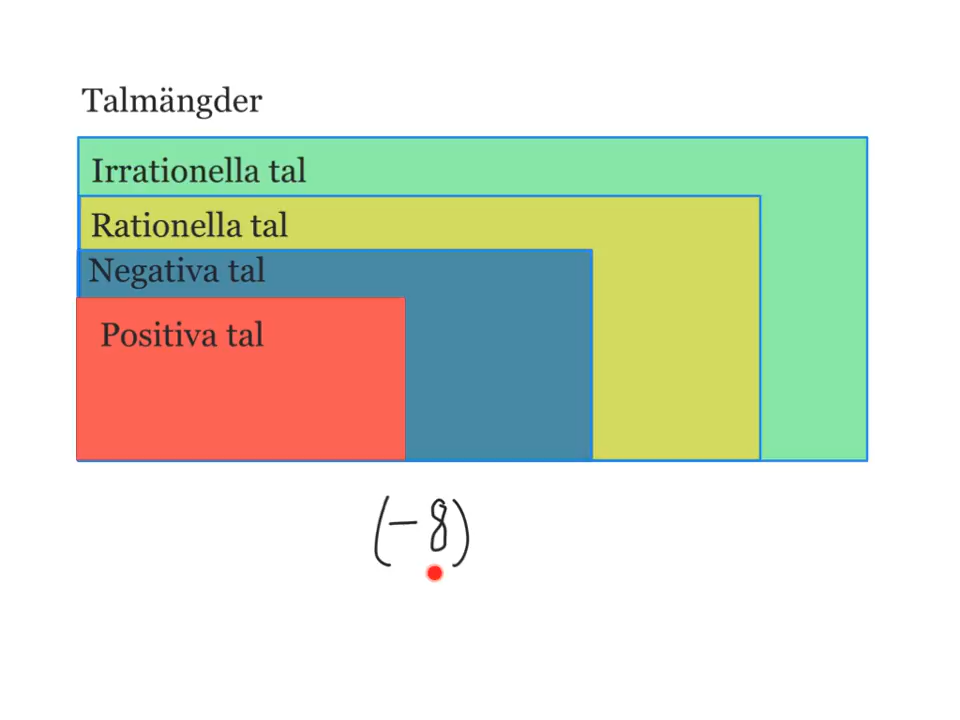 Talmängder
Irrationella tal
Rationella tal
Negativa tal
Positiva tal
(-8)